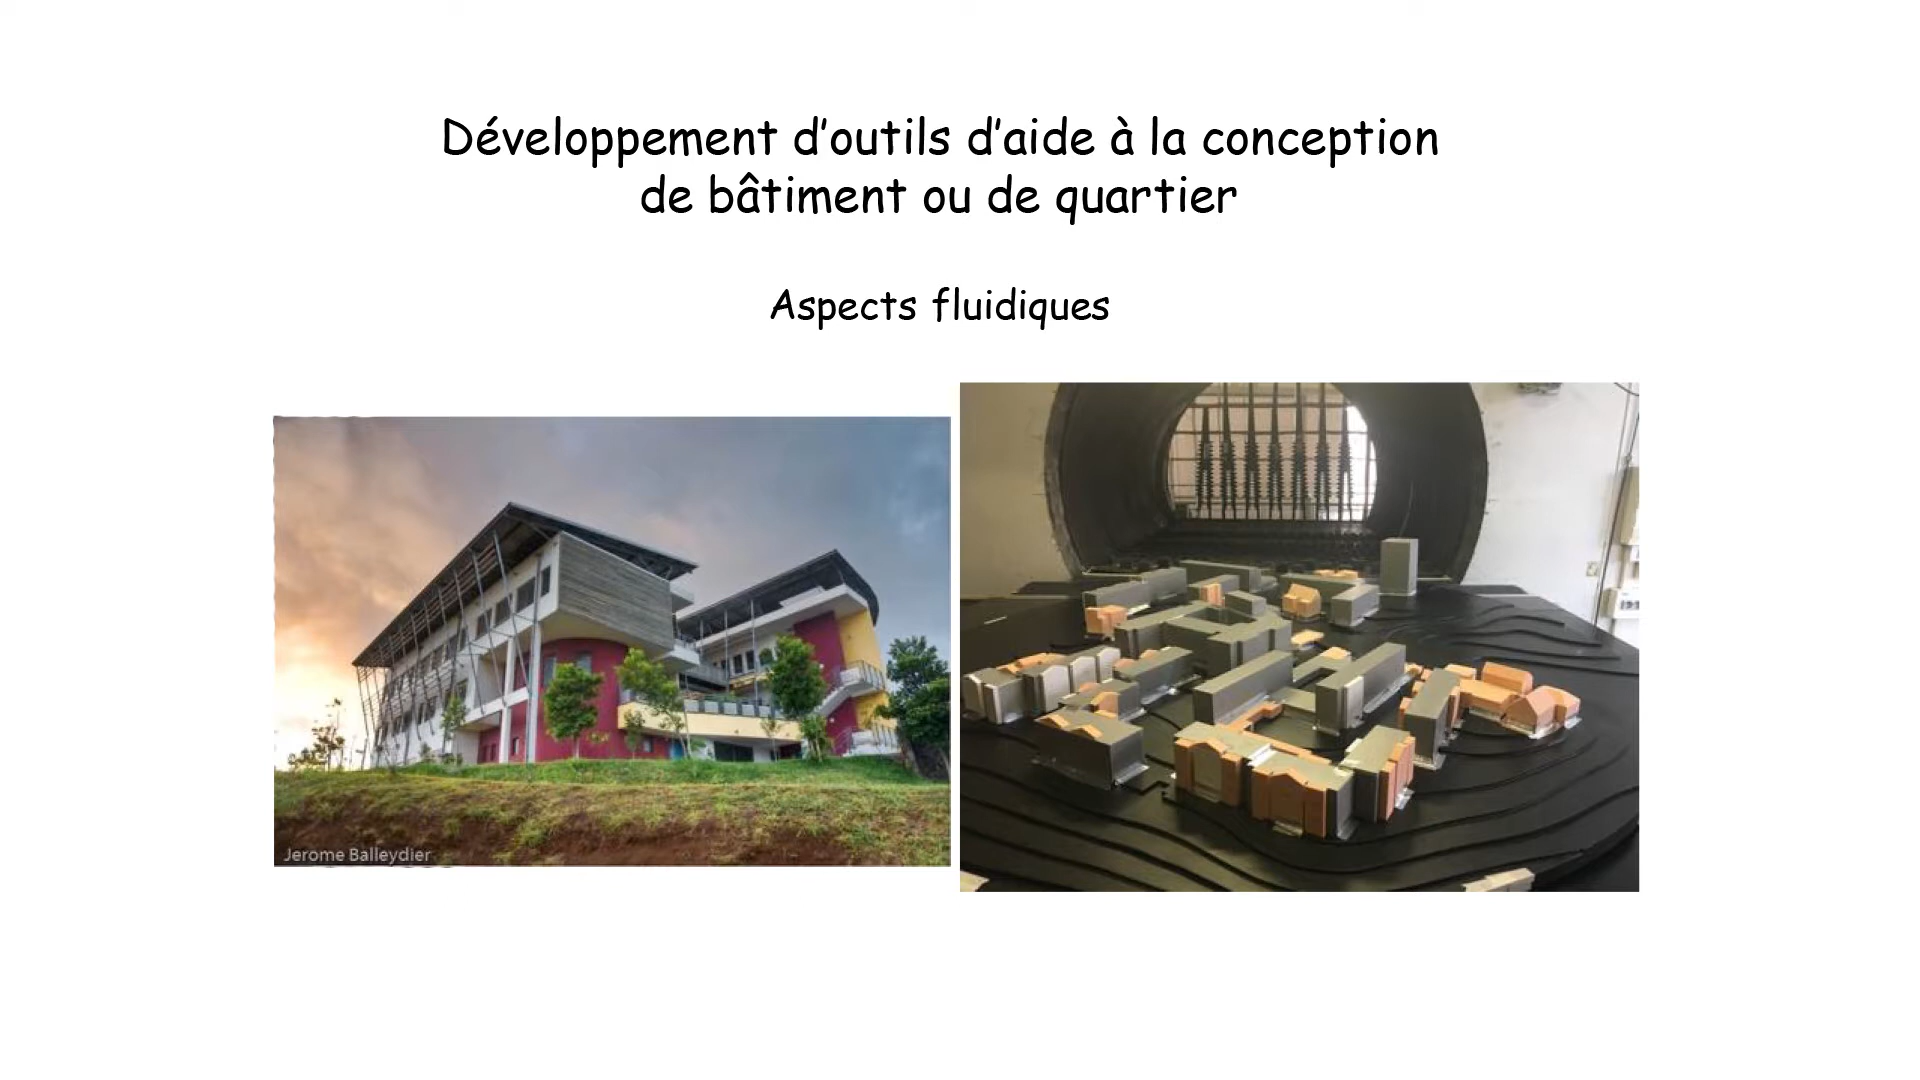 Développement d’outils d’aide à la conception
de bâtiment ou de quartier
Aspects fluidiques
Jerome Balleydier